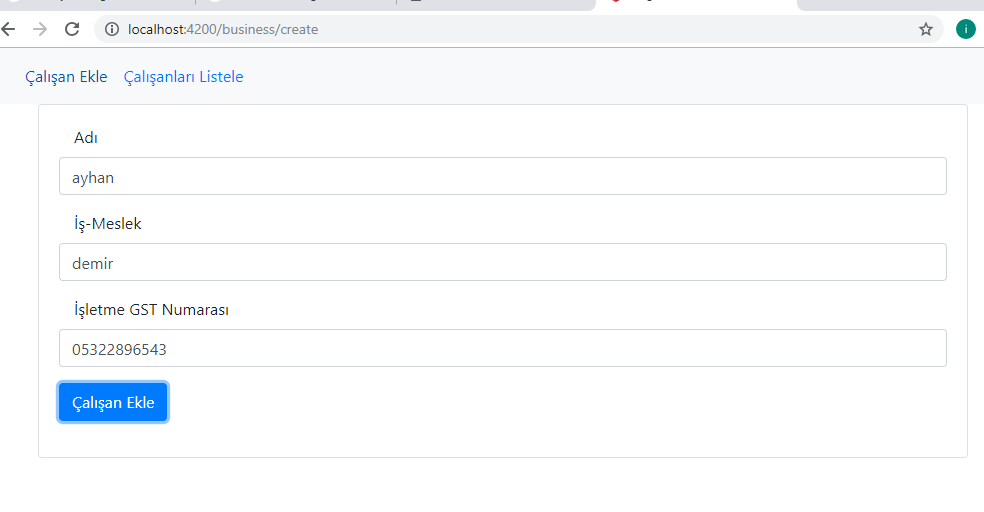 localhost:4200/business/create
i
Çalışan Ekle Çalışanları Listele
Adı
ayhan
İş-Meslek
demir
İşletme GST Numarası
05322896543
Çalışan Ekle